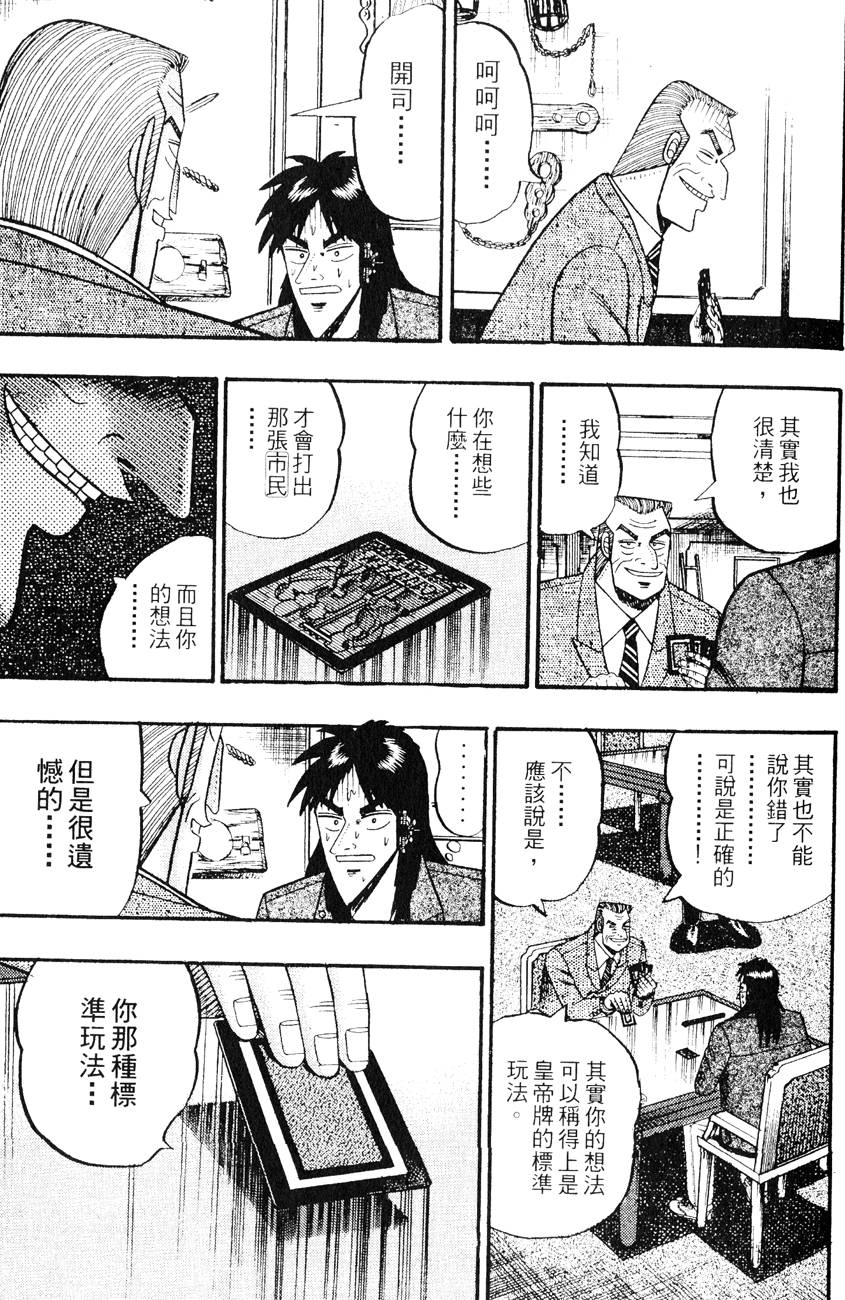 呵呵呵⋯⋯
開司⋯⋯⋯
其實我也
很清楚，
我知道
⋯⋯⋯
你在想些
什麼⋯⋯⋯
才會打出
那張市民
⋯⋯
而且你
的想法
⋯⋯⋯
其實也不能
說你錯了
⋯⋯⋯
可說是正確的
⋯⋯⋯⋯！
不⋯⋯
應該說是，
其實你的想法
可以稱得上是
皇帝牌的標準
玩法。
⋯⋯⋯
但是很遺
憾的⋯⋯
你那種標
準玩法⋯